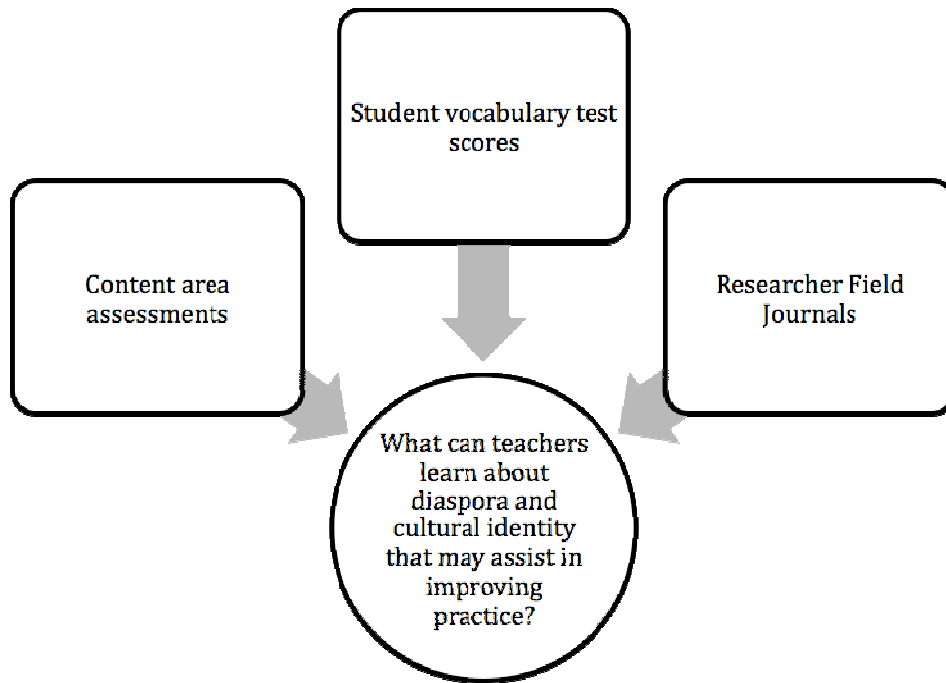 Student vocabulary test
scores
Content area
assessments
Researcher Field
Journals
What can teachers
learn about
diaspora and
cultural identity
that may assist in
improving
practice?